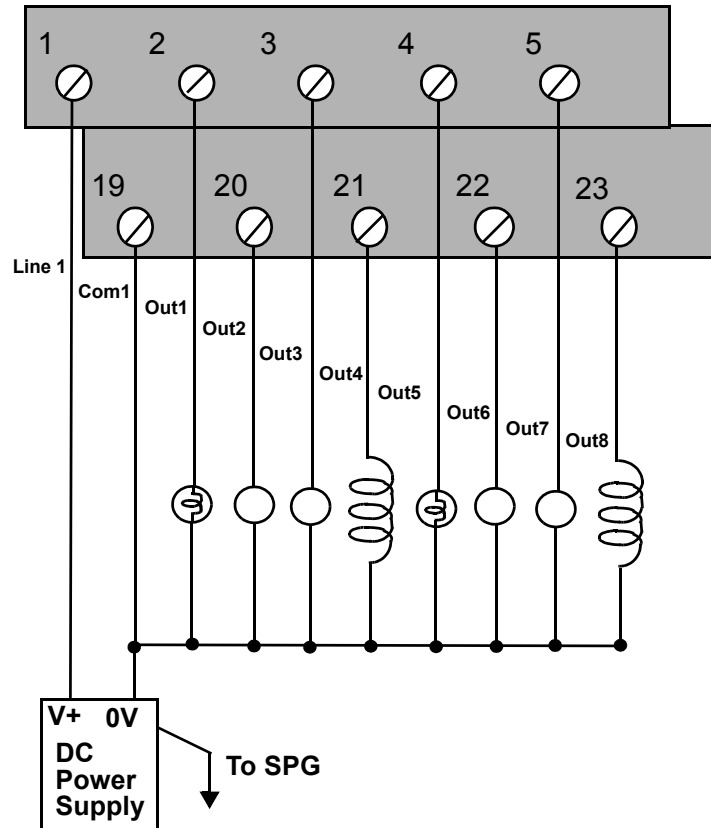 1 2 3 4 5
19 20 21 22 23
Line 1
Com1
Out1
Out2
Out3
Out4
Out5
Out6
Out7
Out8
V+ 0V
DC
Power
Supply
To SPG